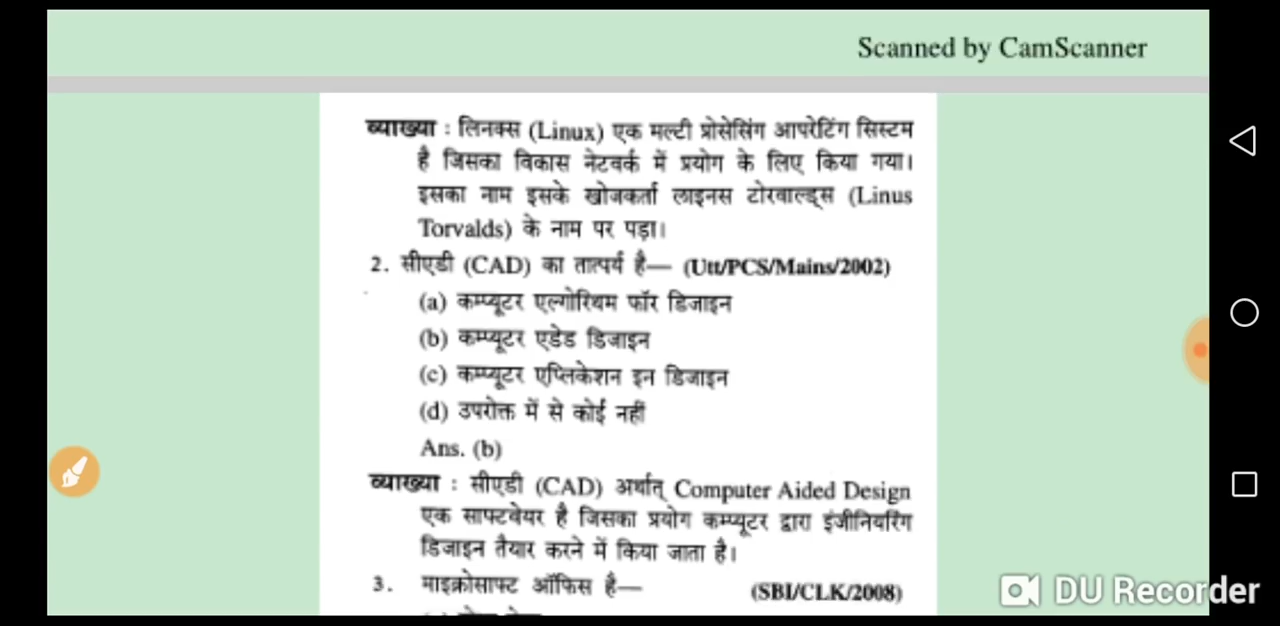 Scanned by CamScanner
व्याख्या : लिनक्स (Linux) एक मल्टी प्रोसेसिंग आपरेटिंग सिस्टम
है जिसका विकास नेटवर्क में प्रयोग के लिए किया गया।
इसका नाम इसके खोजकर्ता लाइनस टोरवाल्ड्स (Linus
Torvalds) के नाम पर पड़ा।
2. सीएडी (CAD) का तात्पर्य है— (Utt/PCS/Mains/2002)
(a) कम्प्यूटर एल्गोरिथम फॉर डिजाइन
(b) कम्प्यूटर एडेड डिजाइन
(c) कम्प्यूटर एप्लिकेशन इन डिजाइन
(d) उपरोक्त में से कोई नहीं
Ans. (b)
व्याख्या : सीएडी (CAD) अर्थात् Computer Aided Design
एक साफ्टवेयर है जिसका प्रयोग कम्प्यूटर द्वारा इंजीनियरिंग
डिजाइन तैयार करने में किया जाता है।
3. माइक्रोसाफ्ट ऑफिस है— (SBI/CLK/2008)
DU Recorder